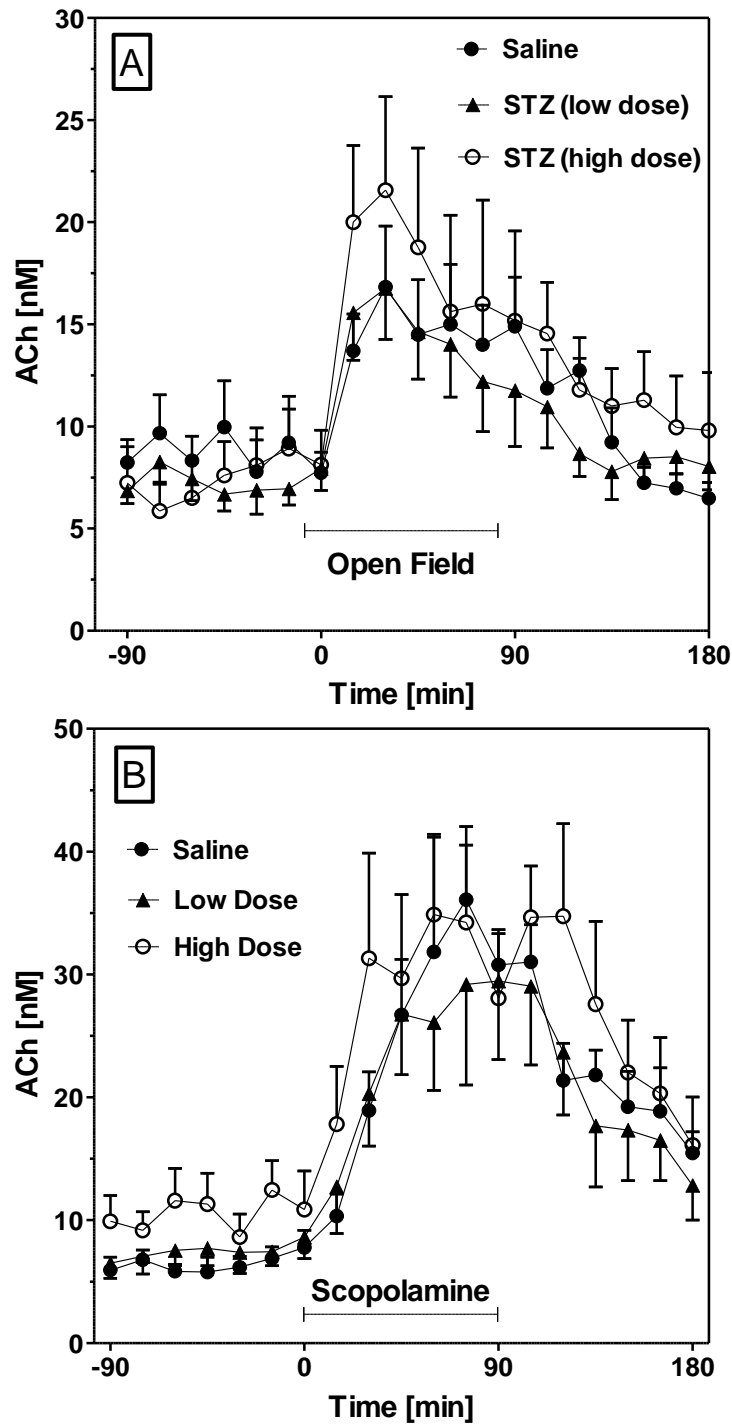 A
Saline
STZ (low dose)
STZ (high dose)
30
25
20
15
10
5
0
ACh [nM]
Open Field
-90 0 90 180
Time [min]
B
Saline
Low Dose
High Dose
50
40
30
20
10
0
ACh [nM]
Scopolamine
-90 0 90 180
Time [min]